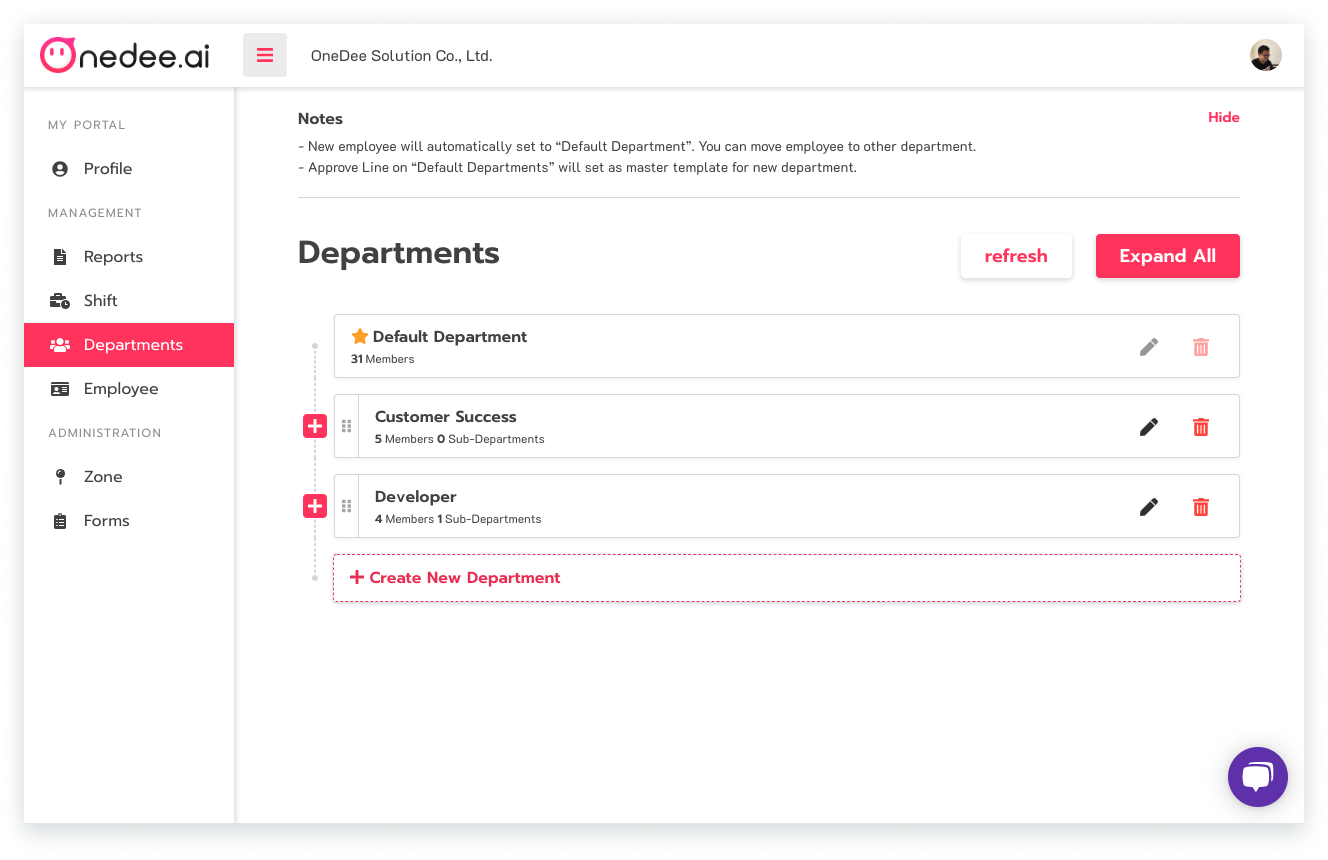 Onedee.ai
OneDee Solution Co., Ltd.
MY PORTAL
Profile
MANAGEMENT
Reports
Shift
Departments
Employee
ADMINISTRATION
Zone
Forms
Notes
Hide
- New employee will automatically set to “Default Department”. You can move employee to other department.
- Approve Line on “Default Departments” will set as master template for new department.
Departments
refresh
Expand All
Default Department
31 Members
Customer Success
5 Members 0 Sub-Departments
Developer
4 Members 1 Sub-Departments
Create New Department